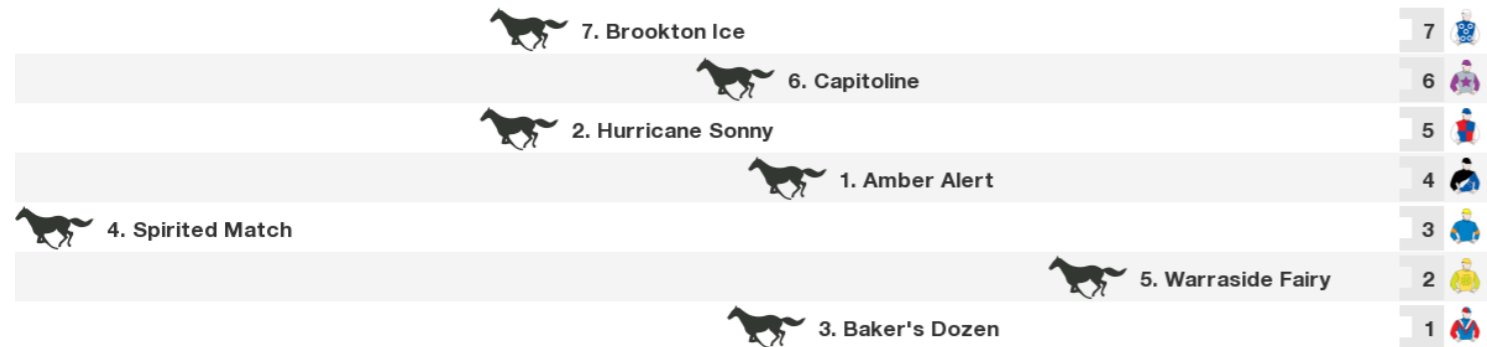 7. Brookton Ice 7
6. Capitoline 6
2. Hurricane Sonny 5
1. Amber Alert 4
4. Spirited Match 3
5. Warraside Fairy 2
3. Baker's Dozen 1